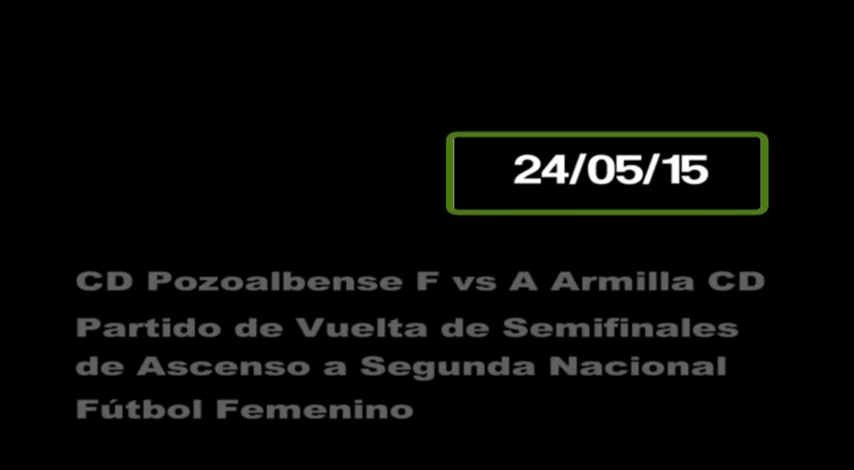 24/05/15
CD Pozoalbense F vs A Armilla CD
Partido de Vuelta de Semifinales
de Ascenso a Segunda Nacional
Fútbol Femenino